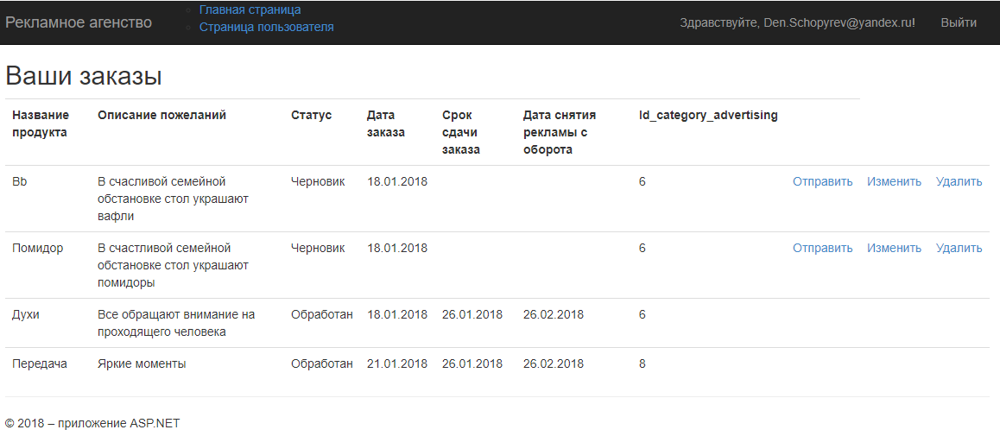 Рекламное агенство
Главная страница
Страница пользователя
Здравствуйте, Den.Schopyrev@yandex.ru!
Выйти
Ваши заказы
Название продукта Описание пожеланий Статус Дата заказа Срок сдачи заказа Дата снятия рекламы с оборота Id_category_advertising
Bb В счасливой семейной обстановке стол украшают вафли Черновик 18.01.2018 6 Отправить Изменить Удалить
Помидор В счастливой семейной обстановке стол украшают помидоры Черновик 18.01.2018 6 Отправить Изменить Удалить
Духи Все обращают внимание на проходящего человека Обработан 18.01.2018 26.01.2018 26.02.2018 6
Передача Яркие моменты Обработан 21.01.2018 26.01.2018 26.02.2018 8
© 2018 – приложение ASP.NET